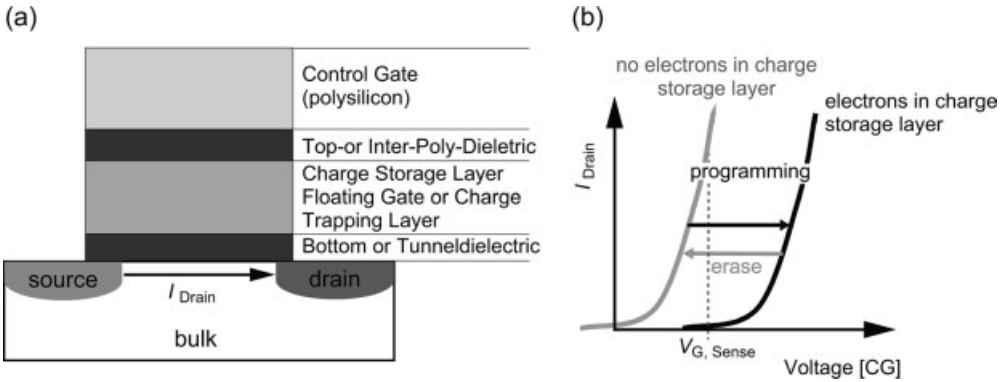 (a)
Control Gate
(polysilicon)
Top-or Inter-Poly-Dieletric
Charge Storage Layer
Floating Gate or Charge
Trapping Layer
Bottom or Tunneldielectric
source
I Drain
drain
bulk
(b)
no electrons in charge
storage layer
electrons in charge
storage layer
I Drain
programming
erase
VG, Sense
Voltage [CG]